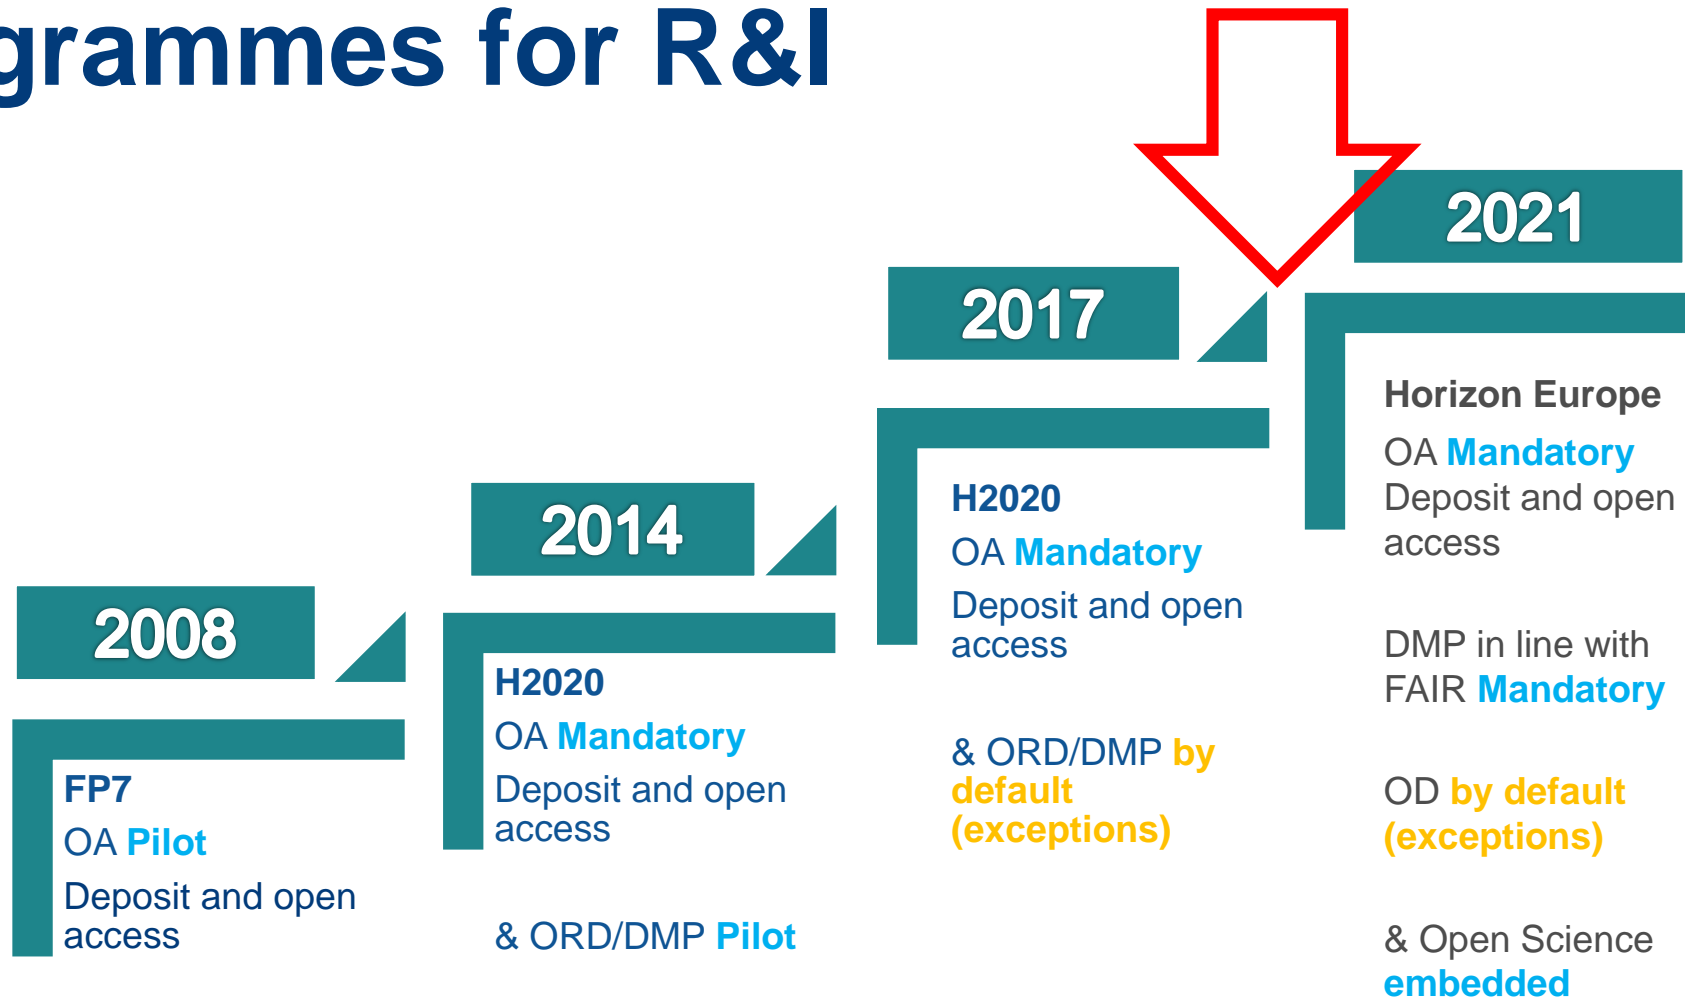 grammes for R&I
2008
FP7
OA Pilot
Deposit and open
access
2014
H2020
OA Mandatory
Deposit and open
access
& ORD/DMP Pilot
2017
H2020
OA Mandatory
Deposit and open
access
& ORD/DMP by
default
(exceptions)
2021
Horizon Europe
OA Mandatory
Deposit and open
access
DMP in line with
FAIR Mandatory
OD by default
(exceptions)
& Open Science
embedded